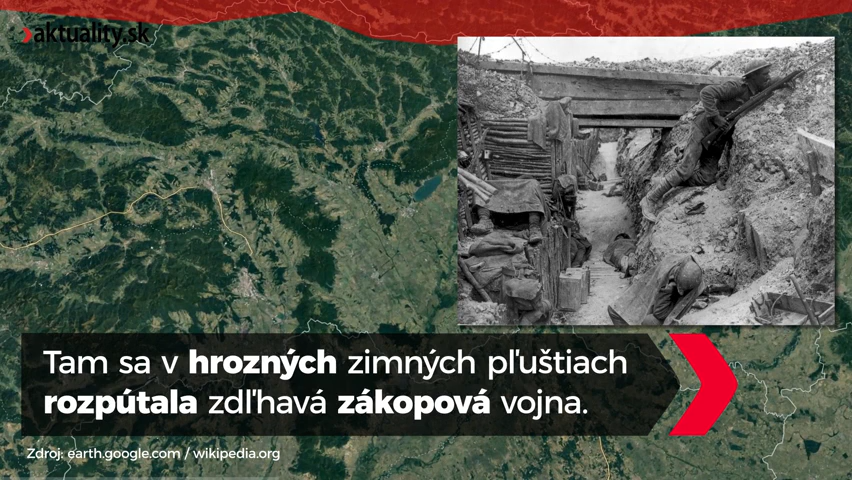 aktuality.sk
Tam sa v hrozných zimných pľuštiach
rozpútala zdĺhavá zákopová vojna.
Zdroj: earth.google.com / wikipedia.org